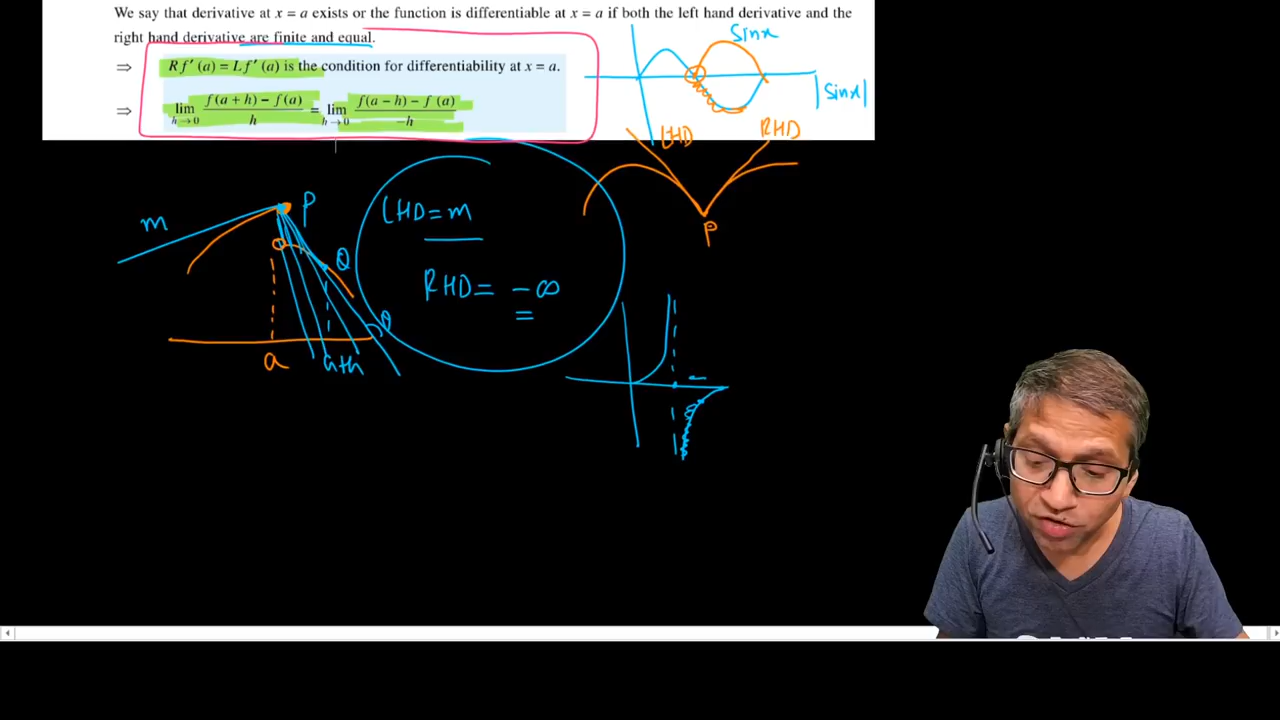 We say that derivative at x = a exists or the function is differentiable at x = a if both the left hand derivative and the
right hand derivative are finite and equal.
⇒ R f′ (a) = L f′ (a) is the condition for differentiability at x = a.
⇒ lim h→0 f(a + h) − f(a) / h = lim h→0 f(a − h) − f (a) / −h
Sinx
|Sinx|
LHD
RHD
P
m
P
Q
Q
a
a+h
LHD = m
RHD = − ∞